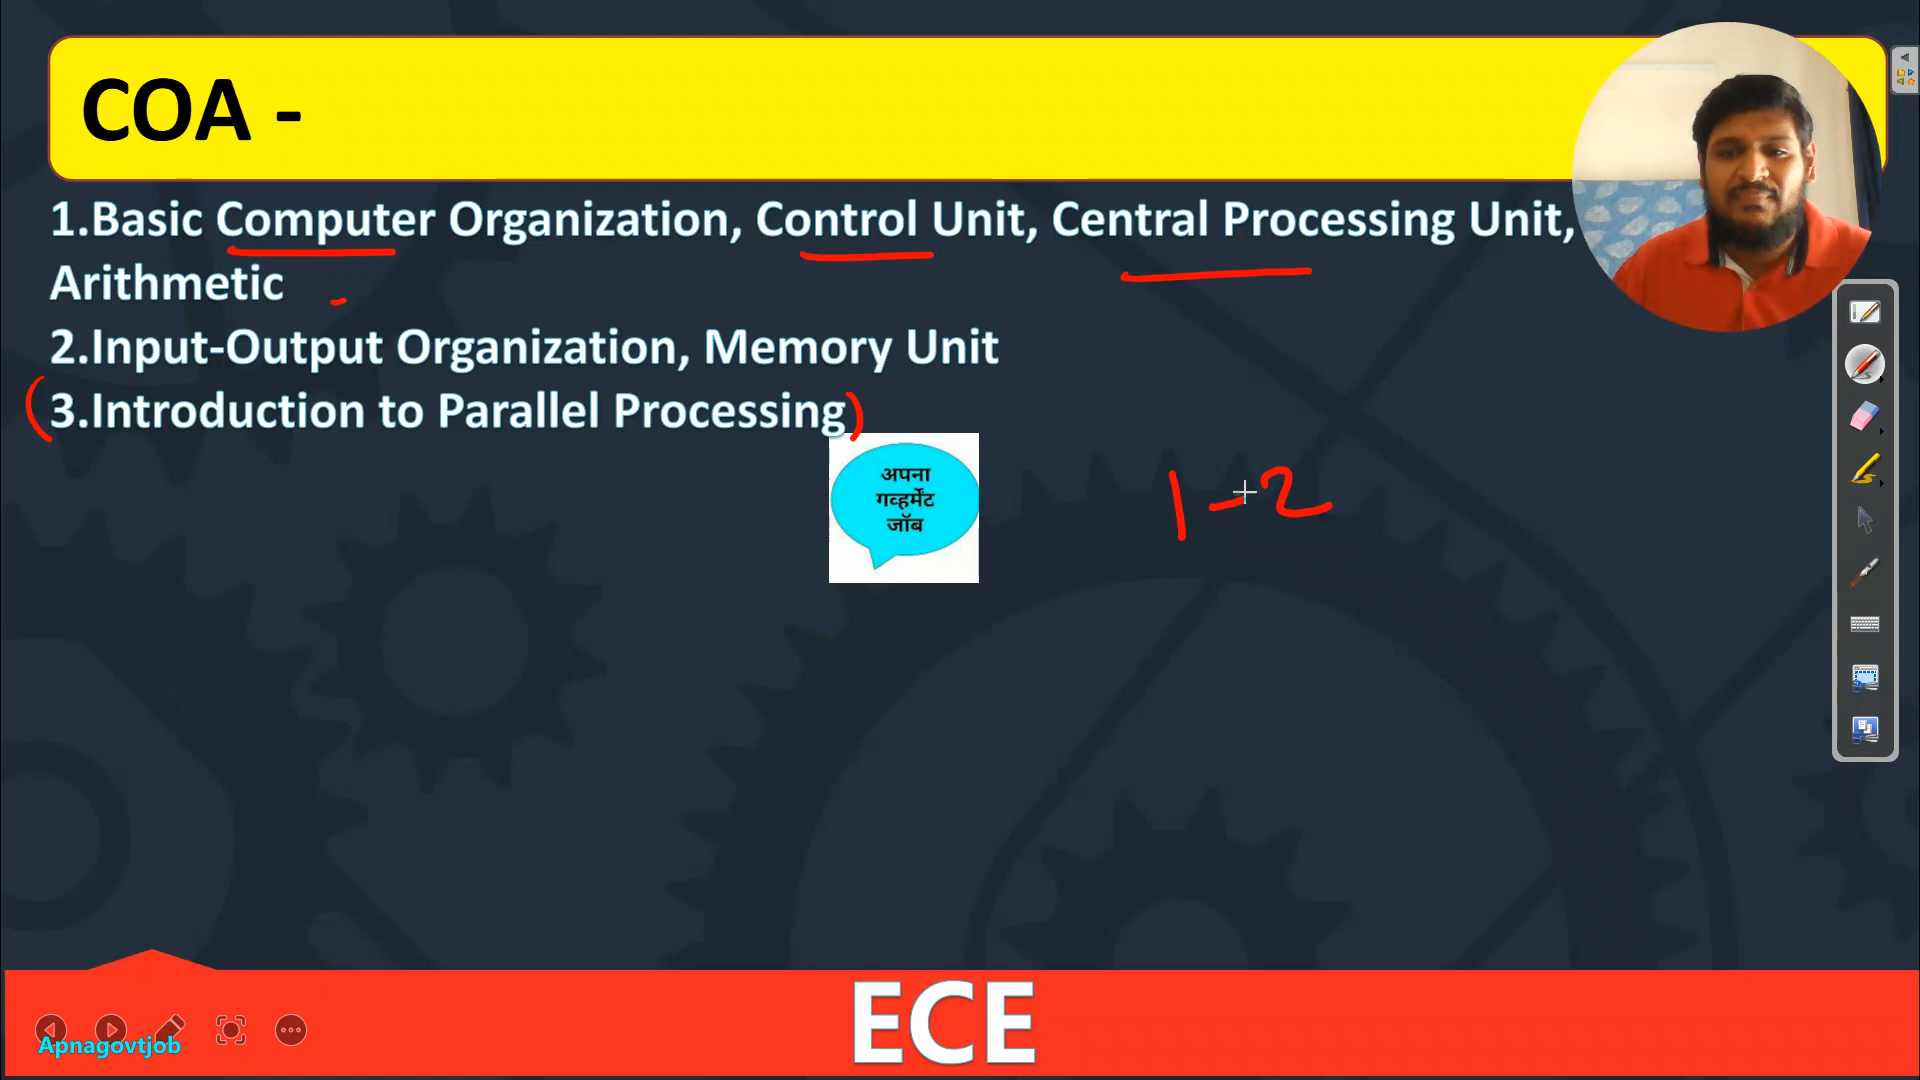 COA -
1.Basic Computer Organization, Control Unit, Central Processing Unit,
Arithmetic
2.Input-Output Organization, Memory Unit
3.Introduction to Parallel Processing
अपना
गव्हर्मेंट
जॉब
1-2
ECE
Apnagovtjob